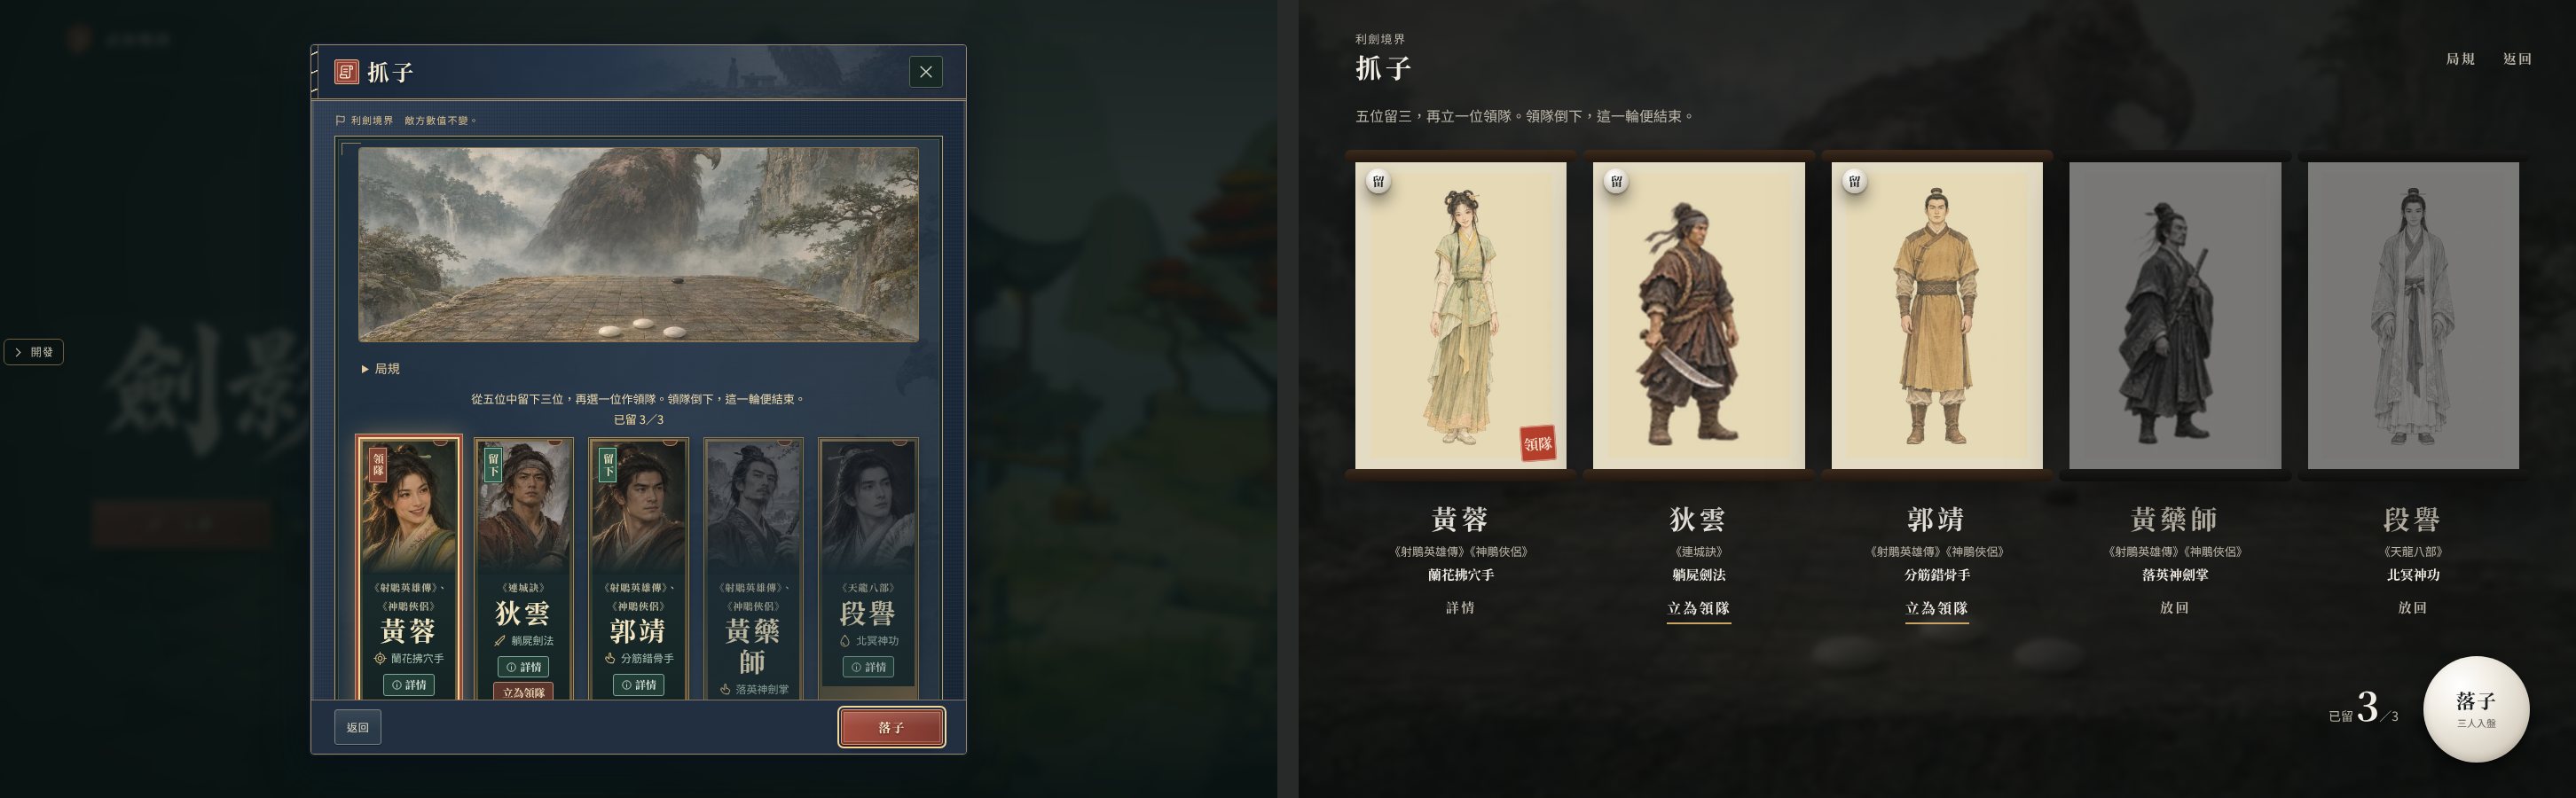 抓子
利劍境界　敵方數值不變。
開發
劍影
局規
從五位中留下三位，再選一位作領隊。領隊倒下，這一輪便結束。
已留 3／3
領隊
《射鵰英雄傳》、
《神鵰俠侶》
黃蓉
蘭花拂穴手
詳情
留下
《連城訣》
狄雲
躺屍劍法
詳情
立為領隊
留下
《射鵰英雄傳》、
《神鵰俠侶》
郭靖
分筋錯骨手
詳情
《射鵰英雄傳》、
《神鵰俠侶》
黃藥
師
落英神劍掌
《天龍八部》
段譽
北冥神功
詳情
返回
落子
利劍境界
抓子
局規
返回
五位留三，再立一位領隊。領隊倒下，這一輪便結束。
留
領隊
黃蓉
《射鵰英雄傳》《神鵰俠侶》
蘭花拂穴手
詳情
留
狄雲
《連城訣》
躺屍劍法
立為領隊
留
郭靖
《射鵰英雄傳》《神鵰俠侶》
分筋錯骨手
立為領隊
黃藥師
《射鵰英雄傳》《神鵰俠侶》
落英神劍掌
放回
段譽
《天龍八部》
北冥神功
放回
已留3／3
落子
三人入盤